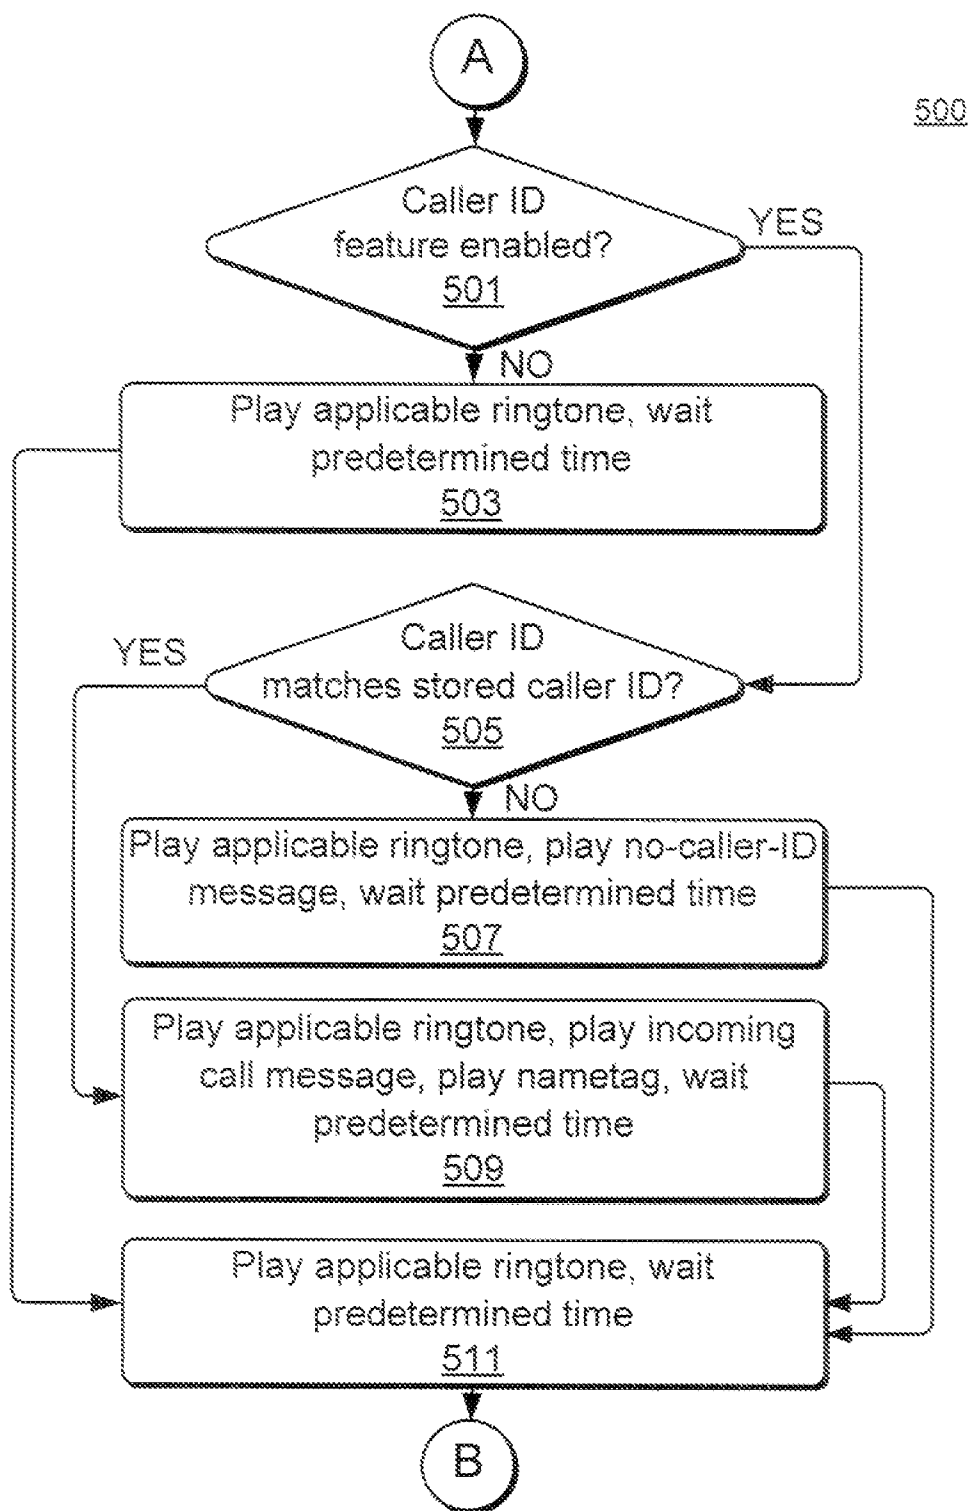 A
500
Caller ID
feature enabled?
501
YES
NO
Play applicable ringtone, wait
predetermined time
503
YES
Caller ID
matches stored caller ID?
505
NO
Play applicable ringtone, play no-caller-ID
message, wait predetermined time
507
Play applicable ringtone, play incoming
call message, play nametag, wait
predetermined time
509
Play applicable ringtone, wait
predetermined time
511
B